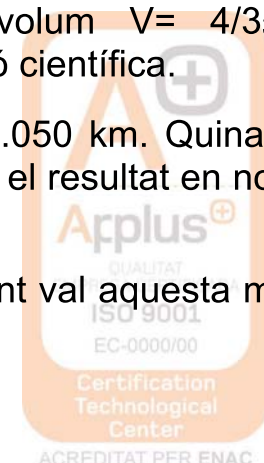 volum V= 4/3
ó científica.
.050 km. Quina
el resultat en no
Applus+
QUALITAT
nt val aquesta m
ISO 9001
EC-0000/00
Certification
Technological
Center
ACREDITAT PER ENAC